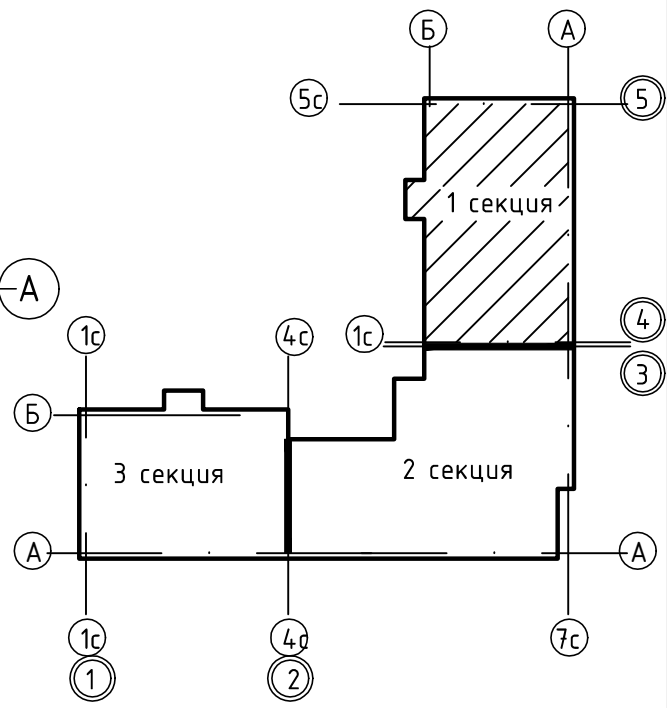 Б А
5с 5
1 секция
А
1с 4с 1с 4
3
Б
3 секция 2 секция
А А
1с 4с 7с
1 2